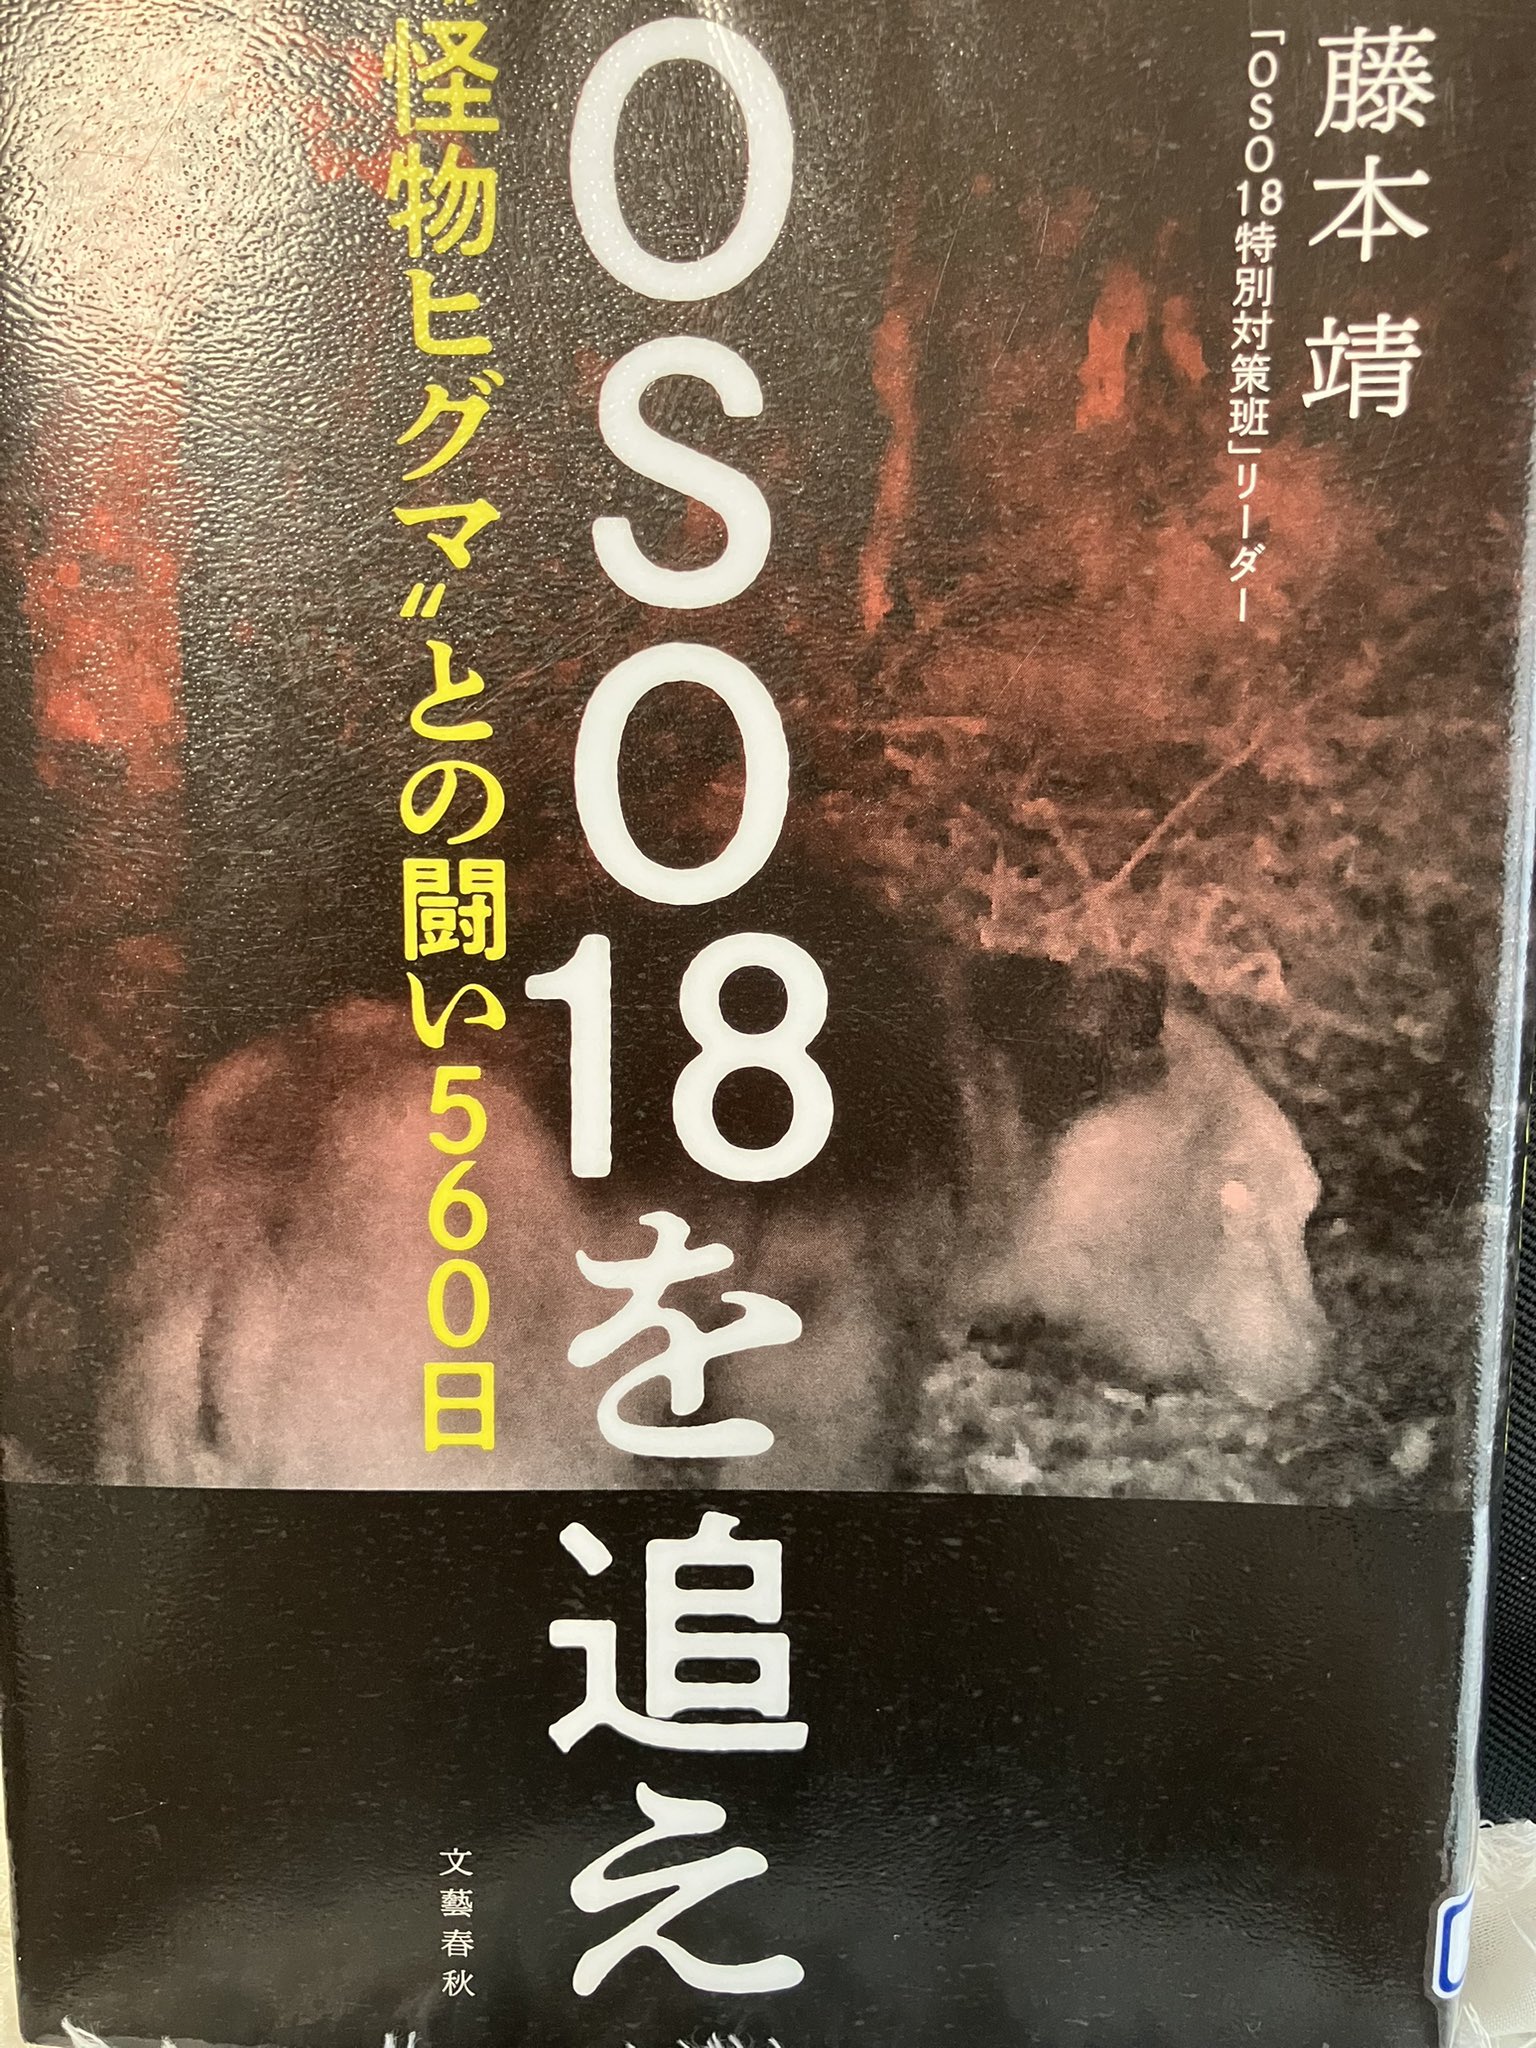 藤本 靖
「OSO18特別対策班」リーダー
OSO18を追え
"怪物ヒグマ"との闘い560日
文藝春秋